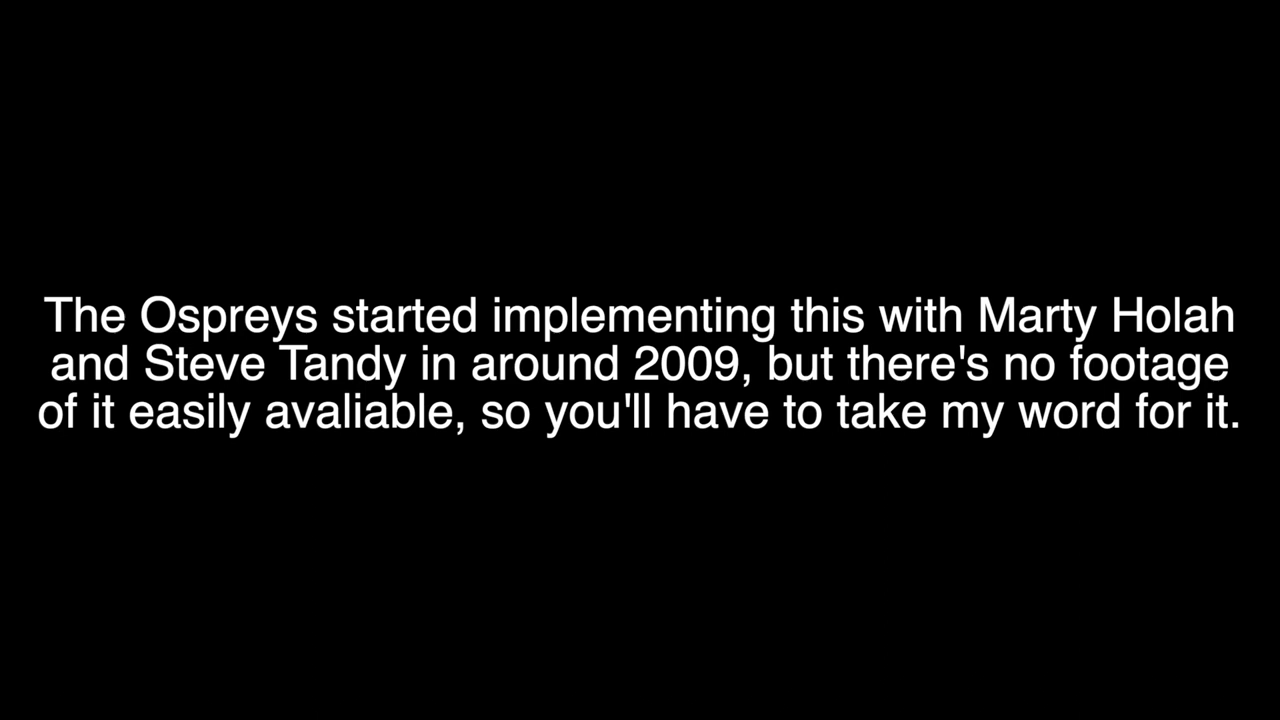 The Ospreys started implementing this with Marty Holah
and Steve Tandy in around 2009, but there's no footage
of it easily avaliable, so you'll have to take my word for it.